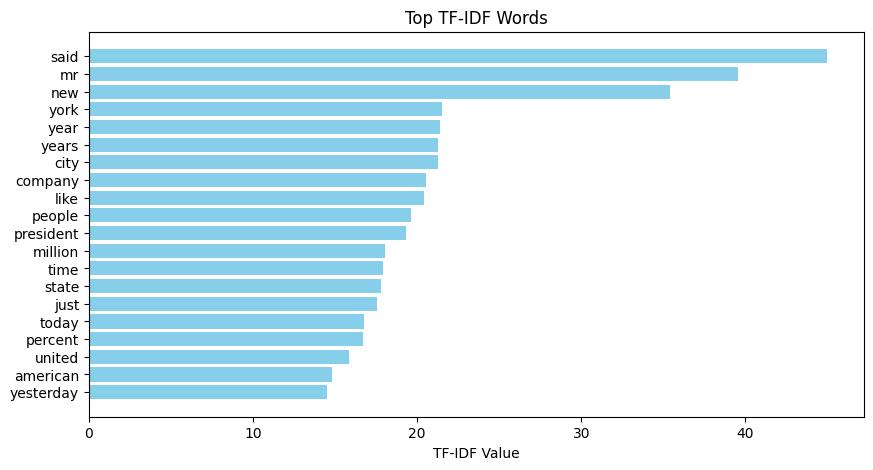 Top TF-IDF Words
said
mr
new
york
year
years
city
company
like
people
president
million
time
state
just
today
percent
united
american
yesterday
0 10 20 30 40
TF-IDF Value